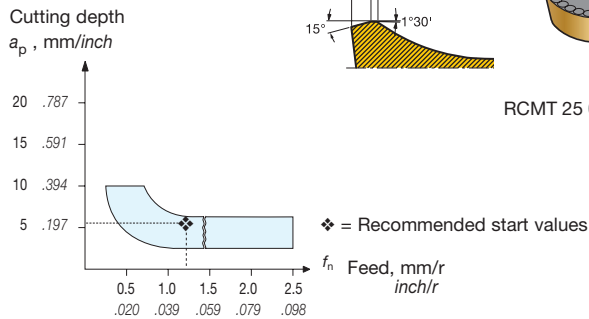 Cutting depth
aₚ , mm/inch
15°
1°30'
RCMT 25
20 .787
15 .591
10 .394
5 .197
❖ = Recommended start values
fₙ Feed, mm/r
inch/r
0.5 1.0 1.5 2.0 2.5
.020 .039 .059 .079 .098